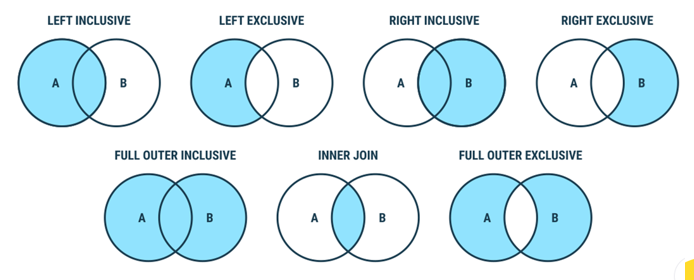 LEFT INCLUSIVE
LEFT EXCLUSIVE
RIGHT INCLUSIVE
RIGHT EXCLUSIVE
A B
A B
A B
A B
FULL OUTER INCLUSIVE
INNER JOIN
FULL OUTER EXCLUSIVE
A B
A B
A B